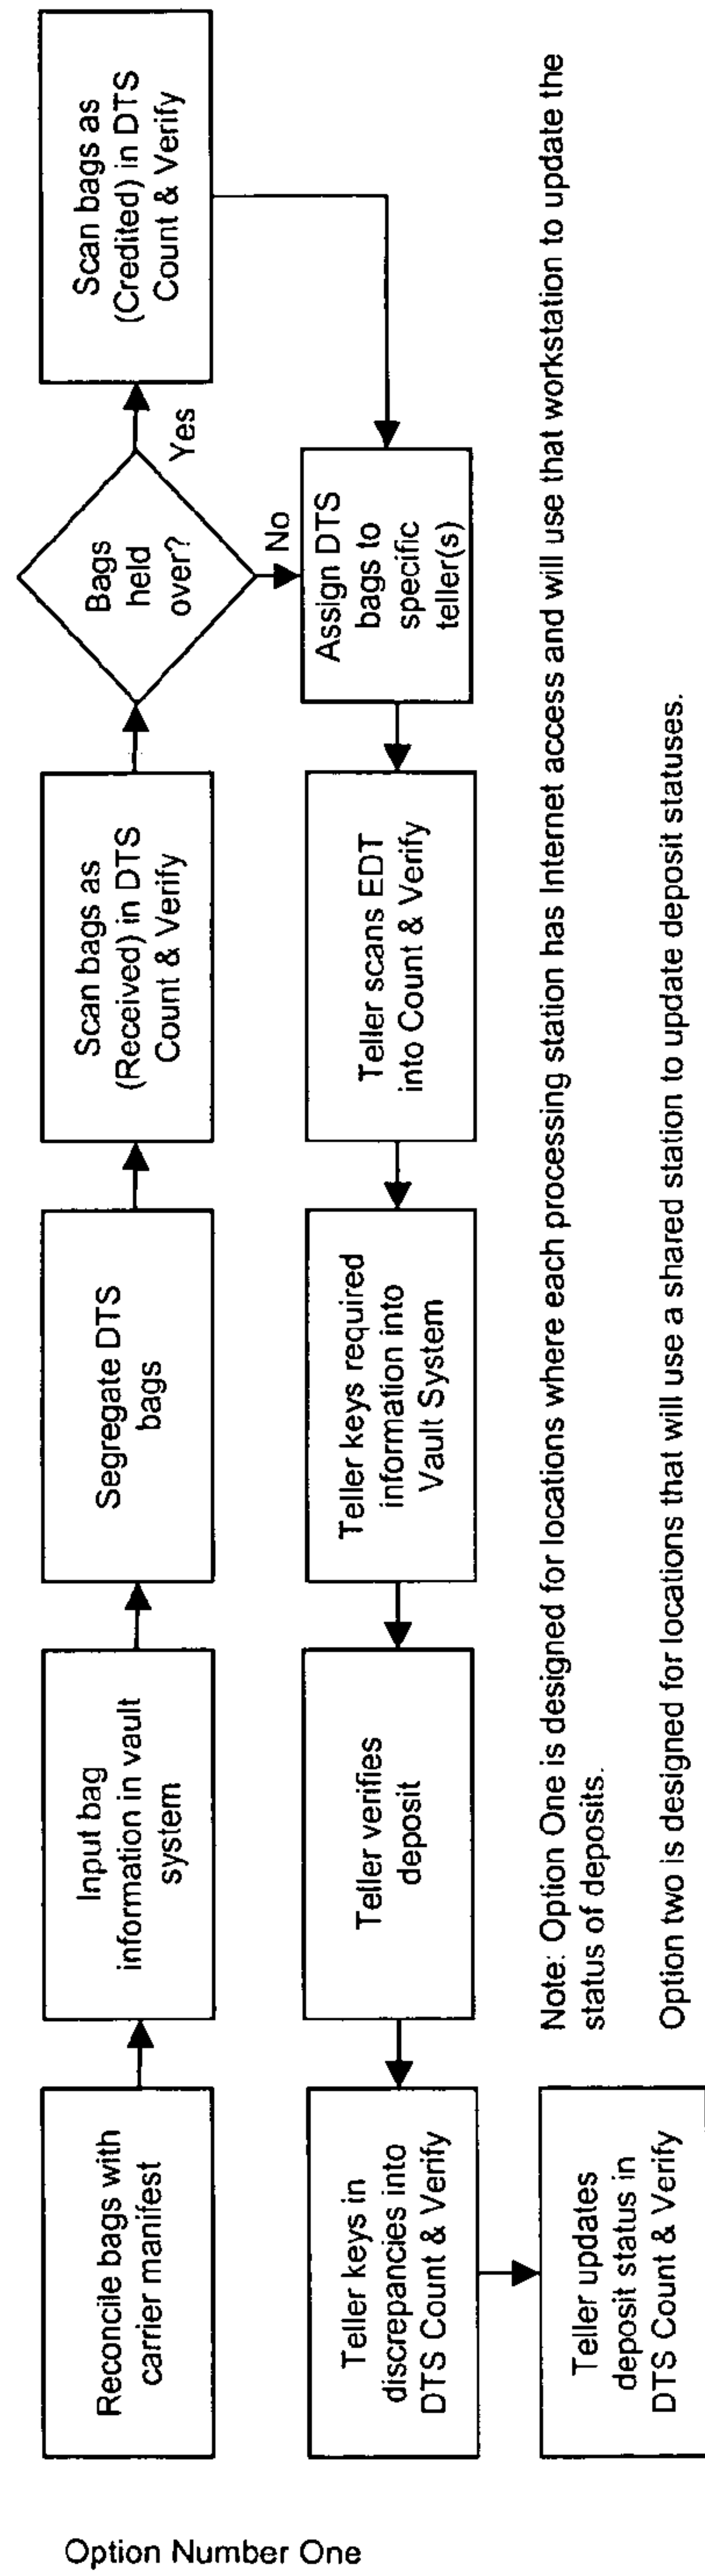 Option Number One
Reconcile bags with
carrier manifest
Input bag
information in vault
system
Segregate DTS
bags
Scan bags as
(Received) in DTS
Count & Verify
Bags
held
over?
Yes
Scan bags as
(Credited) in DTS
Count & Verify
No
Assign DTS
bags to
specific
teller(s)
Teller scans EDT
into Count & Verify
Teller keys required
information into
Vault System
Teller verifies
deposit
Teller keys in
discrepancies into
DTS Count & Verify
Teller updates
deposit status in
DTS Count & Verify
Note: Option One is designed for locations where each processing station has Internet access and will use that workstation to update the
status of deposits.
Option two is designed for locations that will use a shared station to update deposit statuses.